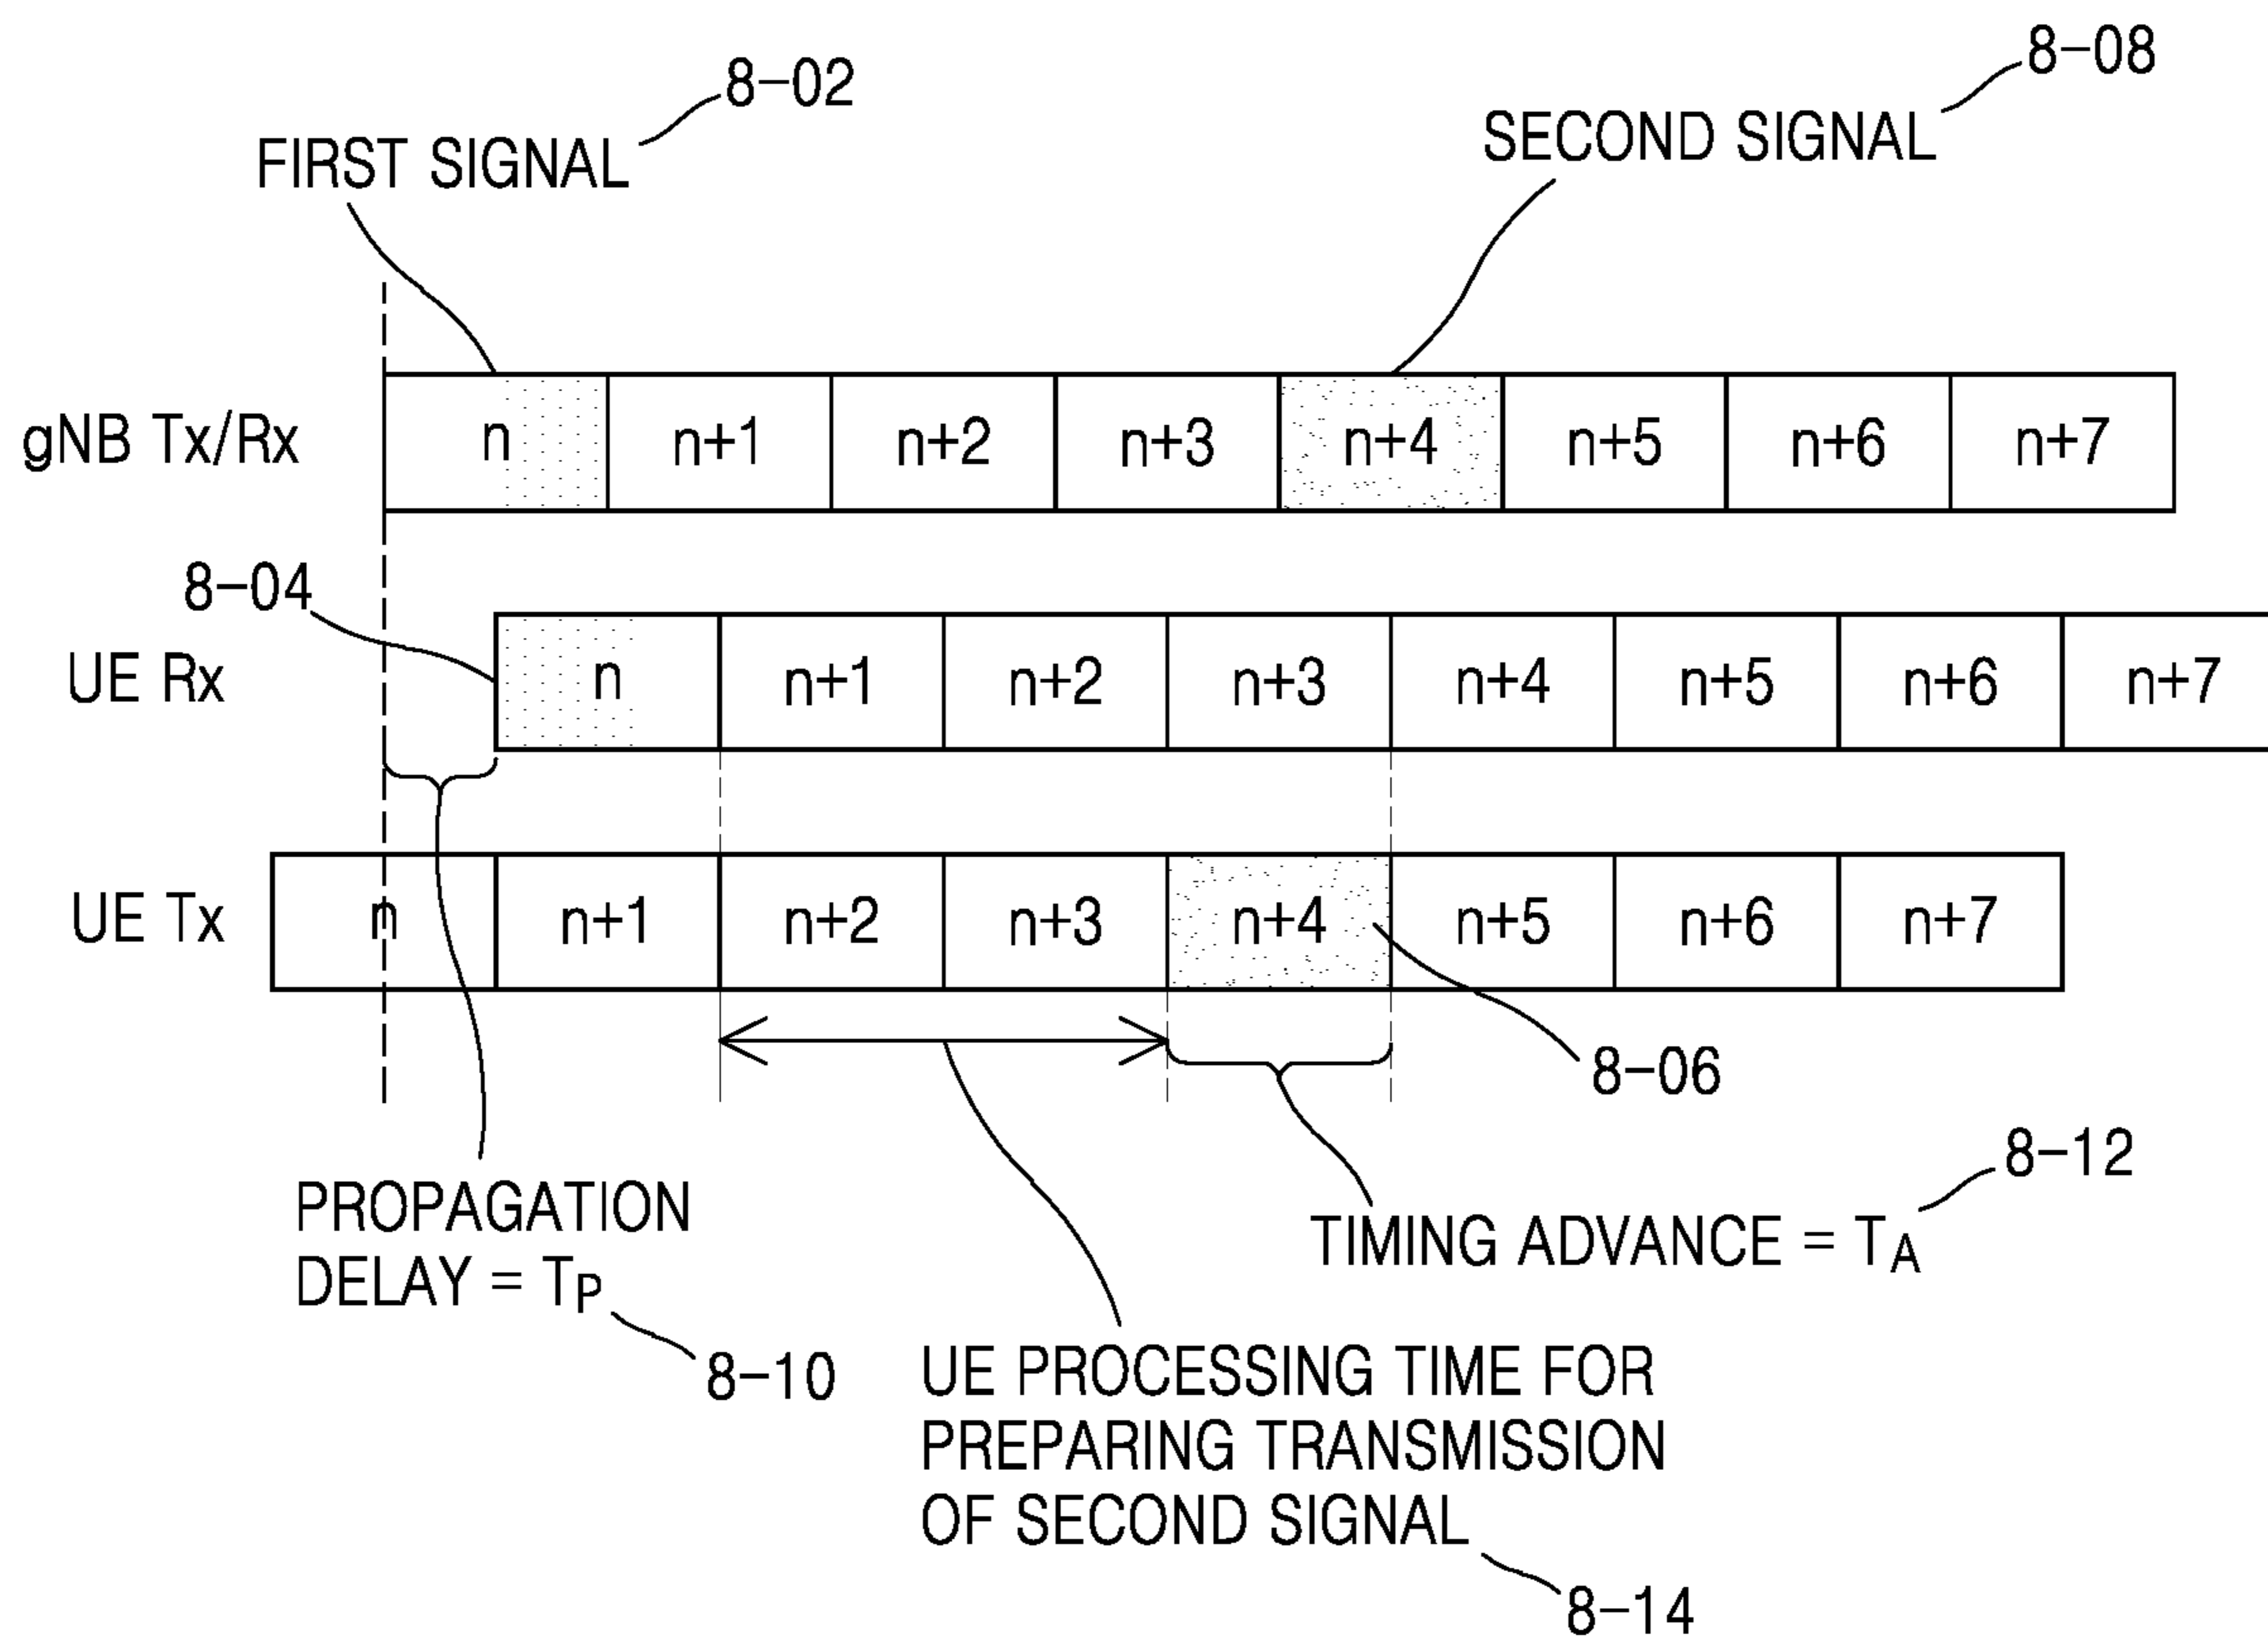 8-02
8-08
FIRST SIGNAL
SECOND SIGNAL
gNB Tx/Rx n n+1 n+2 n+3 n+4 n+5 n+6 n+7
8-04
UE Rx n n+1 n+2 n+3 n+4 n+5 n+6 n+7
UE Tx n n+1 n+2 n+3 n+4 n+5 n+6 n+7
8-06
8-12
PROPAGATION
DELAY = TP
8-10
TIMING ADVANCE = TA
UE PROCESSING TIME FOR
PREPARING TRANSMISSION
OF SECOND SIGNAL
8-14